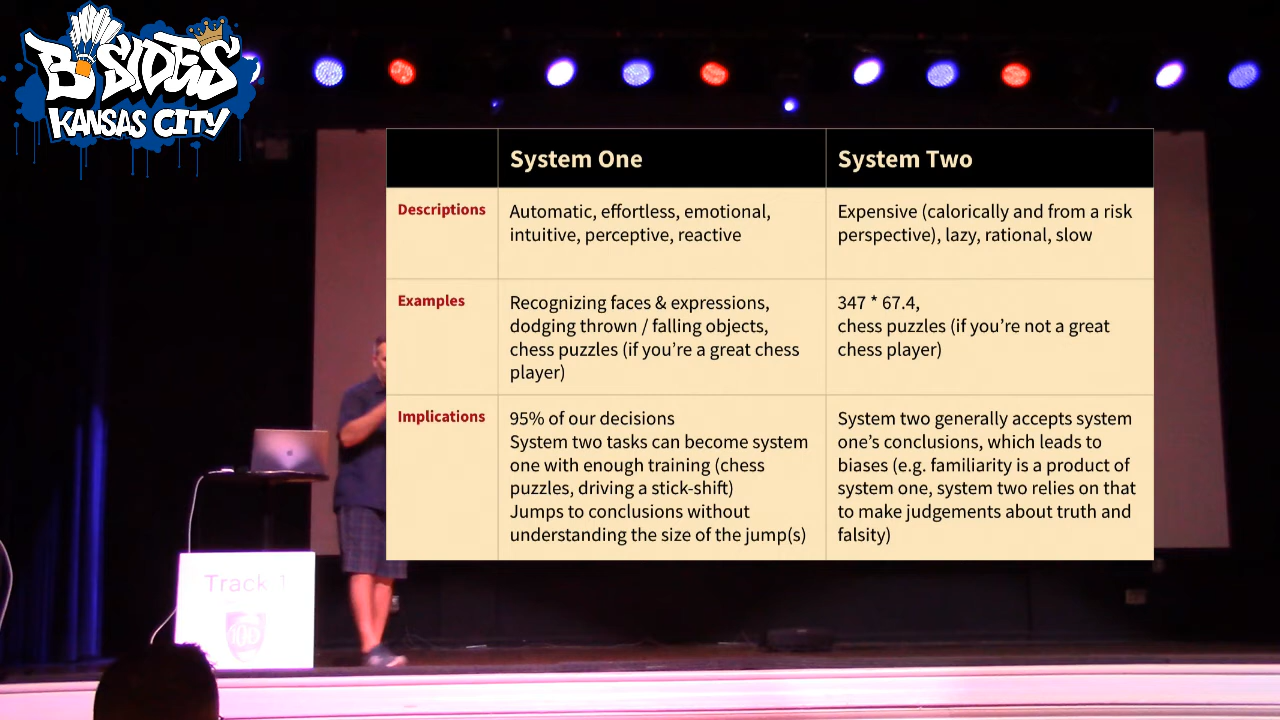 B·SIDES
KANSAS CITY
System One
System Two
Descriptions
Automatic, effortless, emotional,
intuitive, perceptive, reactive
Expensive (calorically and from a risk
perspective), lazy, rational, slow
Examples
Recognizing faces & expressions,
dodging thrown / falling objects,
chess puzzles (if you’re a great chess
player)
347 * 67.4,
chess puzzles (if you’re not a great
chess player)
Implications
95% of our decisions
System two tasks can become system
one with enough training (chess
puzzles, driving a stick-shift)
Jumps to conclusions without
understanding the size of the jump(s)
System two generally accepts system
one’s conclusions, which leads to
biases (e.g. familiarity is a product of
system one, system two relies on that
to make judgements about truth and
falsity)
Track 1
100